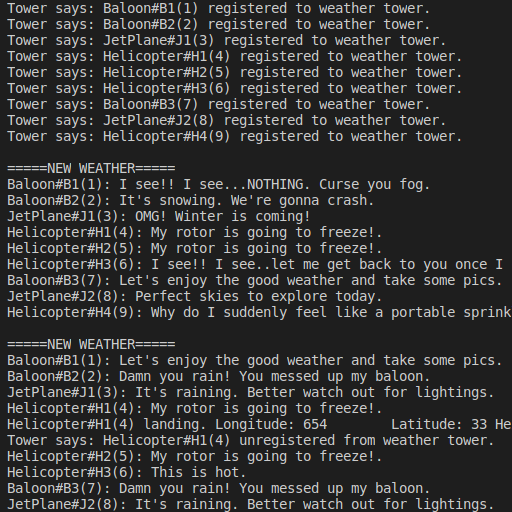 Tower says: Baloon#B1(1) registered to weather tower.
Tower says: Baloon#B2(2) registered to weather tower.
Tower says: JetPlane#J1(3) registered to weather tower.
Tower says: Helicopter#H1(4) registered to weather tower.
Tower says: Helicopter#H2(5) registered to weather tower.
Tower says: Helicopter#H3(6) registered to weather tower.
Tower says: Baloon#B3(7) registered to weather tower.
Tower says: JetPlane#J2(8) registered to weather tower.
Tower says: Helicopter#H4(9) registered to weather tower.
=====NEW WEATHER=====
Baloon#B1(1): I see!! I see...NOTHING. Curse you fog.
Baloon#B2(2): It's snowing. We're gonna crash.
JetPlane#J1(3): OMG! Winter is coming!
Helicopter#H1(4): My rotor is going to freeze!.
Helicopter#H2(5): My rotor is going to freeze!.
Helicopter#H3(6): I see!! I see..let me get back to you once I
Baloon#B3(7): Let's enjoy the good weather and take some pics.
JetPlane#J2(8): Perfect skies to explore today.
Helicopter#H4(9): Why do I suddenly feel like a portable sprink
=====NEW WEATHER=====
Baloon#B1(1): Let's enjoy the good weather and take some pics.
Baloon#B2(2): Damn you rain! You messed up my baloon.
JetPlane#J1(3): It's raining. Better watch out for lightings.
Helicopter#H1(4): My rotor is going to freeze!.
Helicopter#H1(4) landing. Longitude: 654 Latitude: 33 He
Tower says: Helicopter#H1(4) unregistered from weather tower.
Helicopter#H2(5): My rotor is going to freeze!.
Helicopter#H3(6): This is hot.
Baloon#B3(7): Damn you rain! You messed up my baloon.
JetPlane#J2(8): It's raining. Better watch out for lightings.